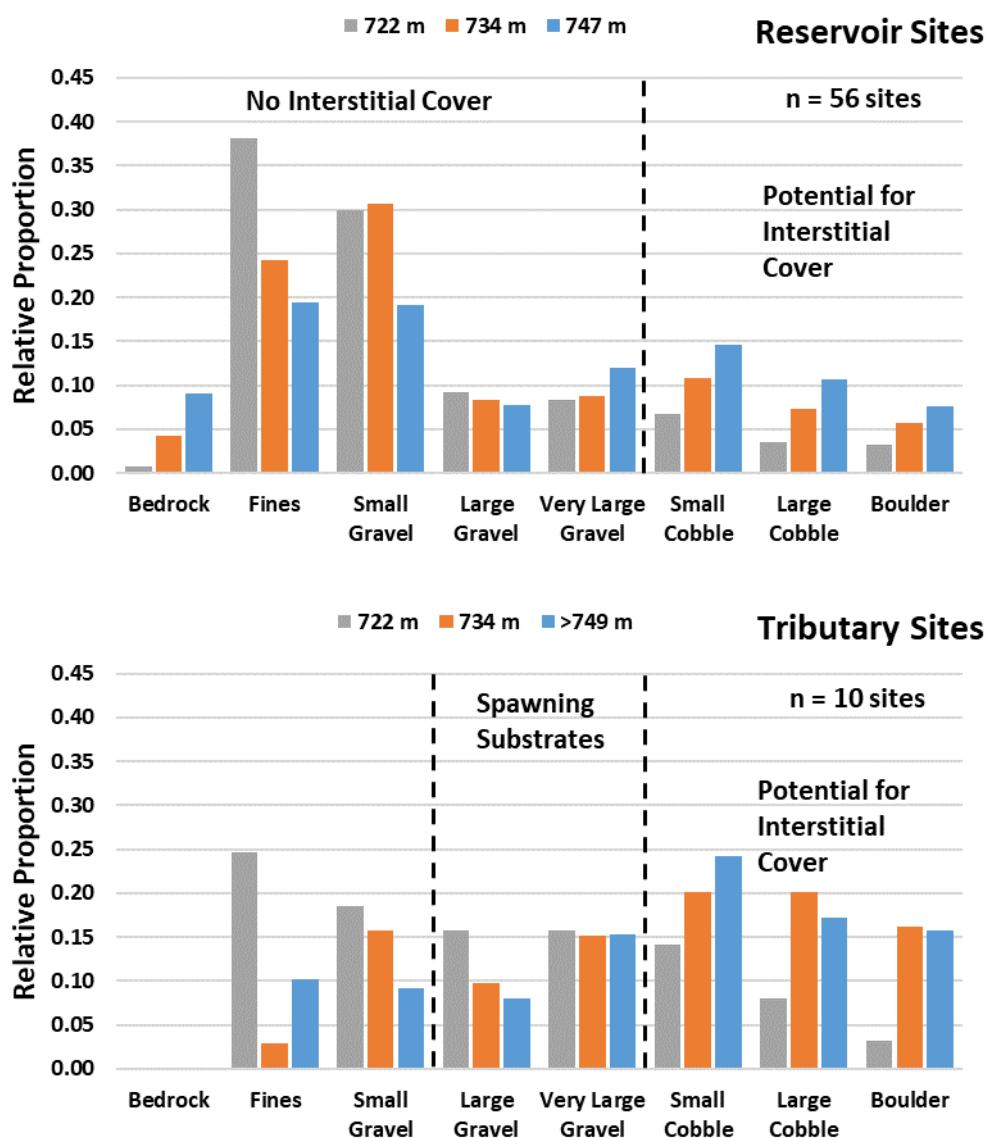 722 m 734 m 747 m
Reservoir Sites
0.45
0.40
0.35
0.30
0.25
0.20
0.15
0.10
0.05
0.00
Relative Proportion
No Interstitial Cover
n = 56 sites
Potential for
Interstitial
Cover
Bedrock Fines Small Large Very Large Small Large Boulder
Gravel Gravel Gravel Cobble Cobble
722 m 734 m >749 m
Tributary Sites
0.45
0.40
0.35
0.30
0.25
0.20
0.15
0.10
0.05
0.00
Relative Proportion
Spawning
Substrates
n = 10 sites
Potential for
Interstitial
Cover
Bedrock Fines Small Large Very Large Small Large Boulder
Gravel Gravel Gravel Cobble Cobble